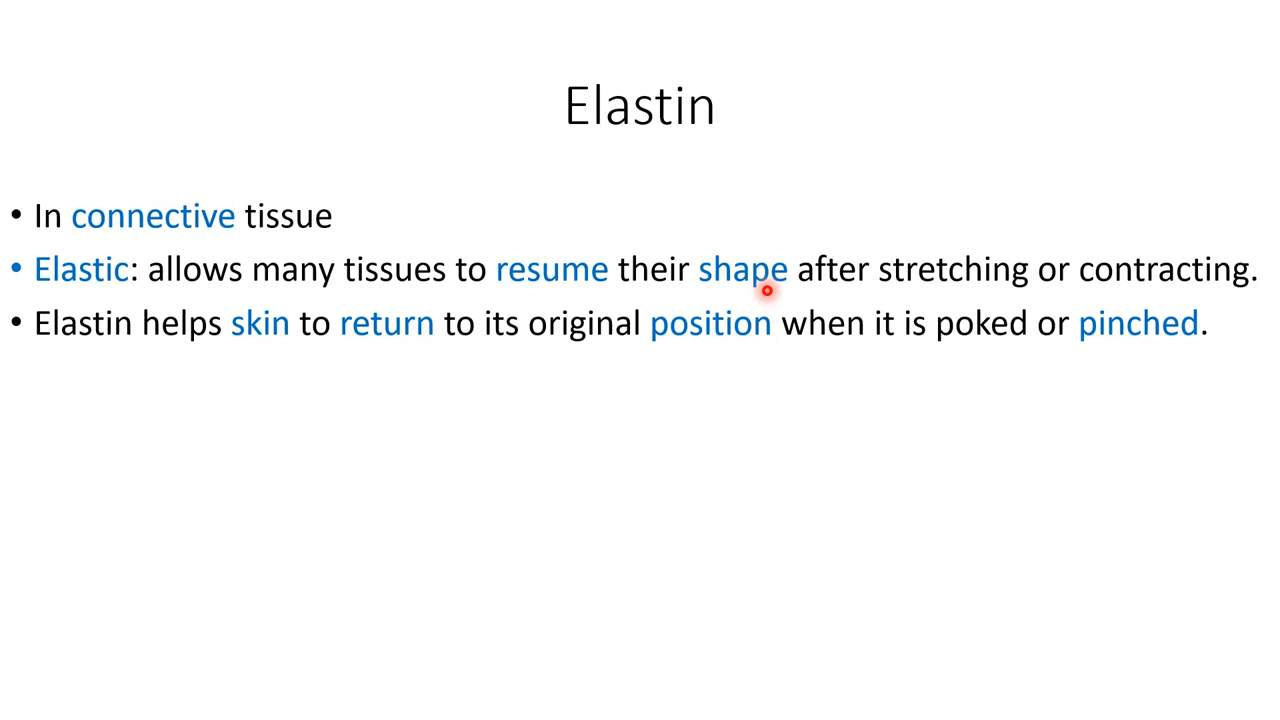 Elastin
• In connective tissue
• Elastic: allows many tissues to resume their shape after stretching or contracting.
• Elastin helps skin to return to its original position when it is poked or pinched.